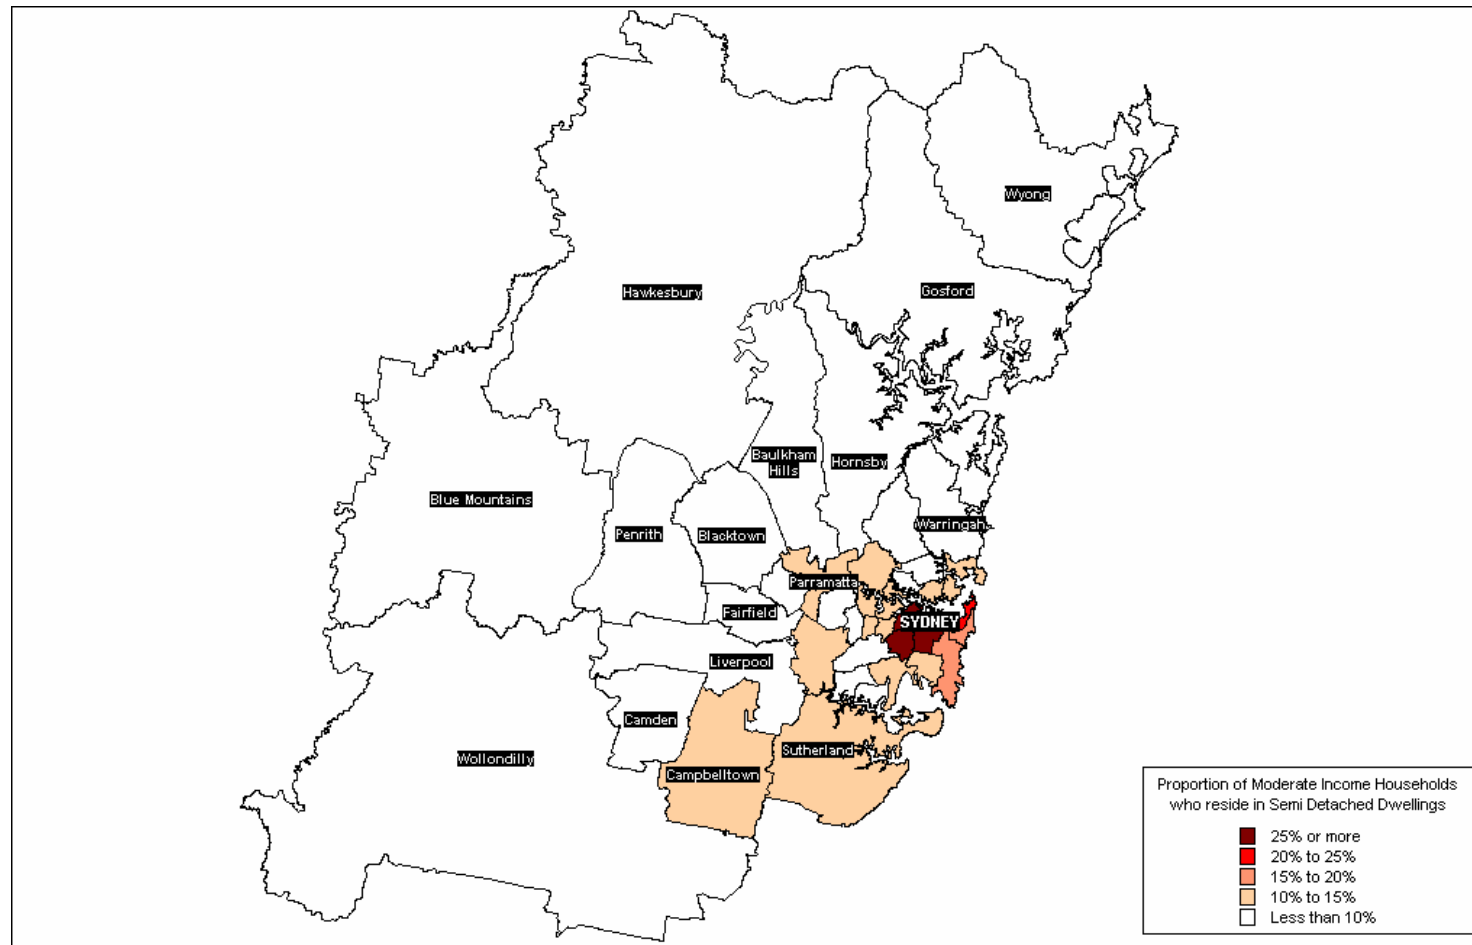 Wyong
Gosford
Hawkesbury
Baulkham
Hills
Hornsby
Blue Mountains
Penrith
Blacktown
Warringah
Parramatta
Fairfield
SYDNEY
Liverpool
Camden
Sutherland
Wollondilly
Campbelltown
Proportion of Moderate Income Households
who reside in Semi Detached Dwellings
25% or more
20% to 25%
15% to 20%
10% to 15%
Less than 10%